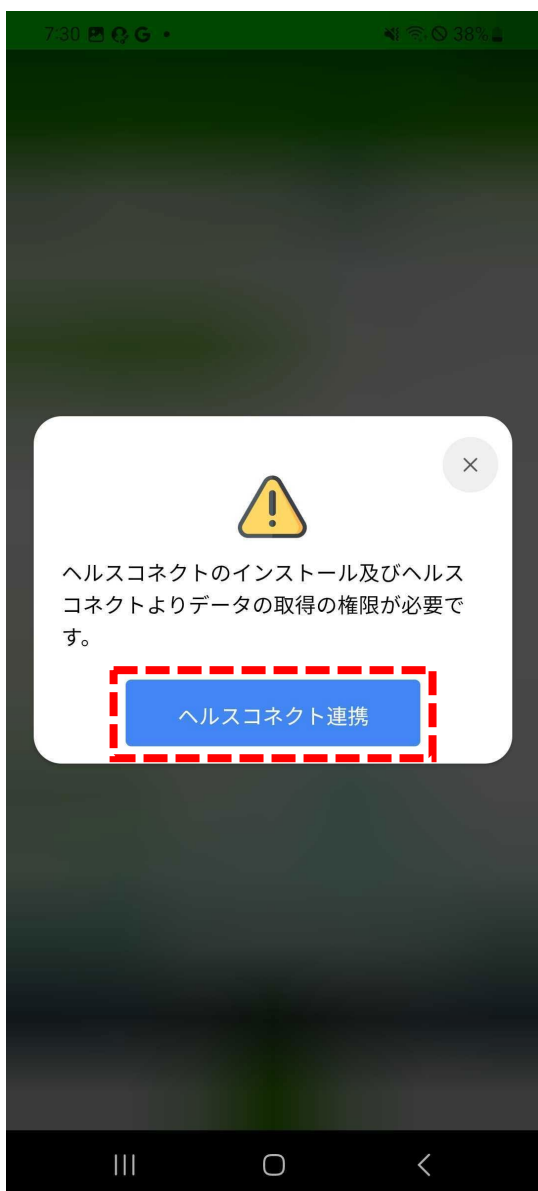 7:30 G
38%
ヘルスコネクトのインストール及びヘルス
コネクトよりデータの取得の権限が必要で
す。
ヘルスコネクト連携